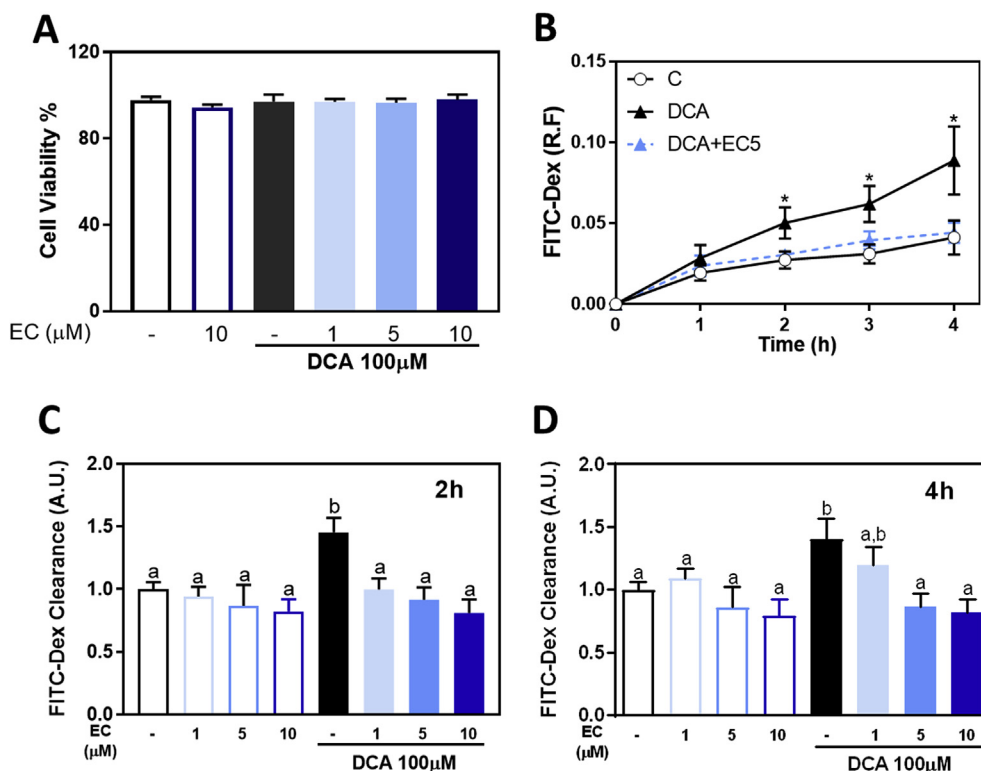 A
120
80
40
0
Cell Viability %
EC (μM)
- 10 - 1 5 10
DCA 100μM
B
0.15
0.10
0.05
0.00
FITC-Dex (R.F)
C
DCA
DCA+EC5
* * *
0 1 2 3 4
Time (h)
C
2.0
1.5
1.0
0.5
0.0
FITC-Dex Clearance (A.U.)
2h
a a a a b a a a
EC
(μM)
- 1 5 10 - 1 5 10
DCA 100μM
D
2.0
1.5
1.0
0.5
0.0
FITC-Dex Clearance (A.U.)
4h
a a a a b a,b a a
EC
(μM)
- 1 5 10 - 1 5 10
DCA 100μM